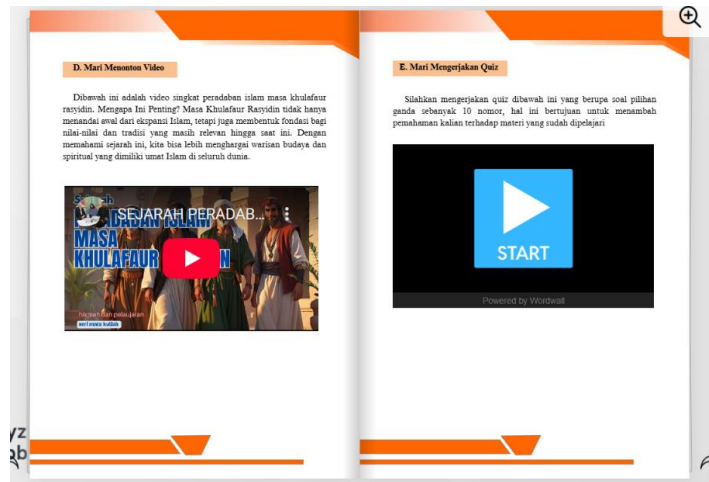 D. Mari Menonton Video
Dibawah ini adalah video singkat peradaban islam masa khulafaur
rasyidin. Mengapa Ini Penting? Masa Khulafaur Rasyidin tidak hanya
menandai awal dari ekspansi Islam, tetapi juga membentuk fondasi bagi
nilai-nilai dan tradisi yang masih relevan hingga saat ini. Dengan
memahami sejarah ini, kita bisa lebih menghargai warisan budaya dan
spiritual yang dimiliki umat Islam di seluruh dunia.
SEJARAH PERADAB...
MASA
KHULAFAUR
hikmah dan pelajaran
E. Mari Mengerjakan Quiz
Silahkan mengerjakan quiz dibawah ini yang berupa soal pilihan
ganda sebanyak 10 nomor, hal ini bertujuan untuk menambah
pemahaman kalian terhadap materi yang sudah dipelajari
START
Powered by Wordwall